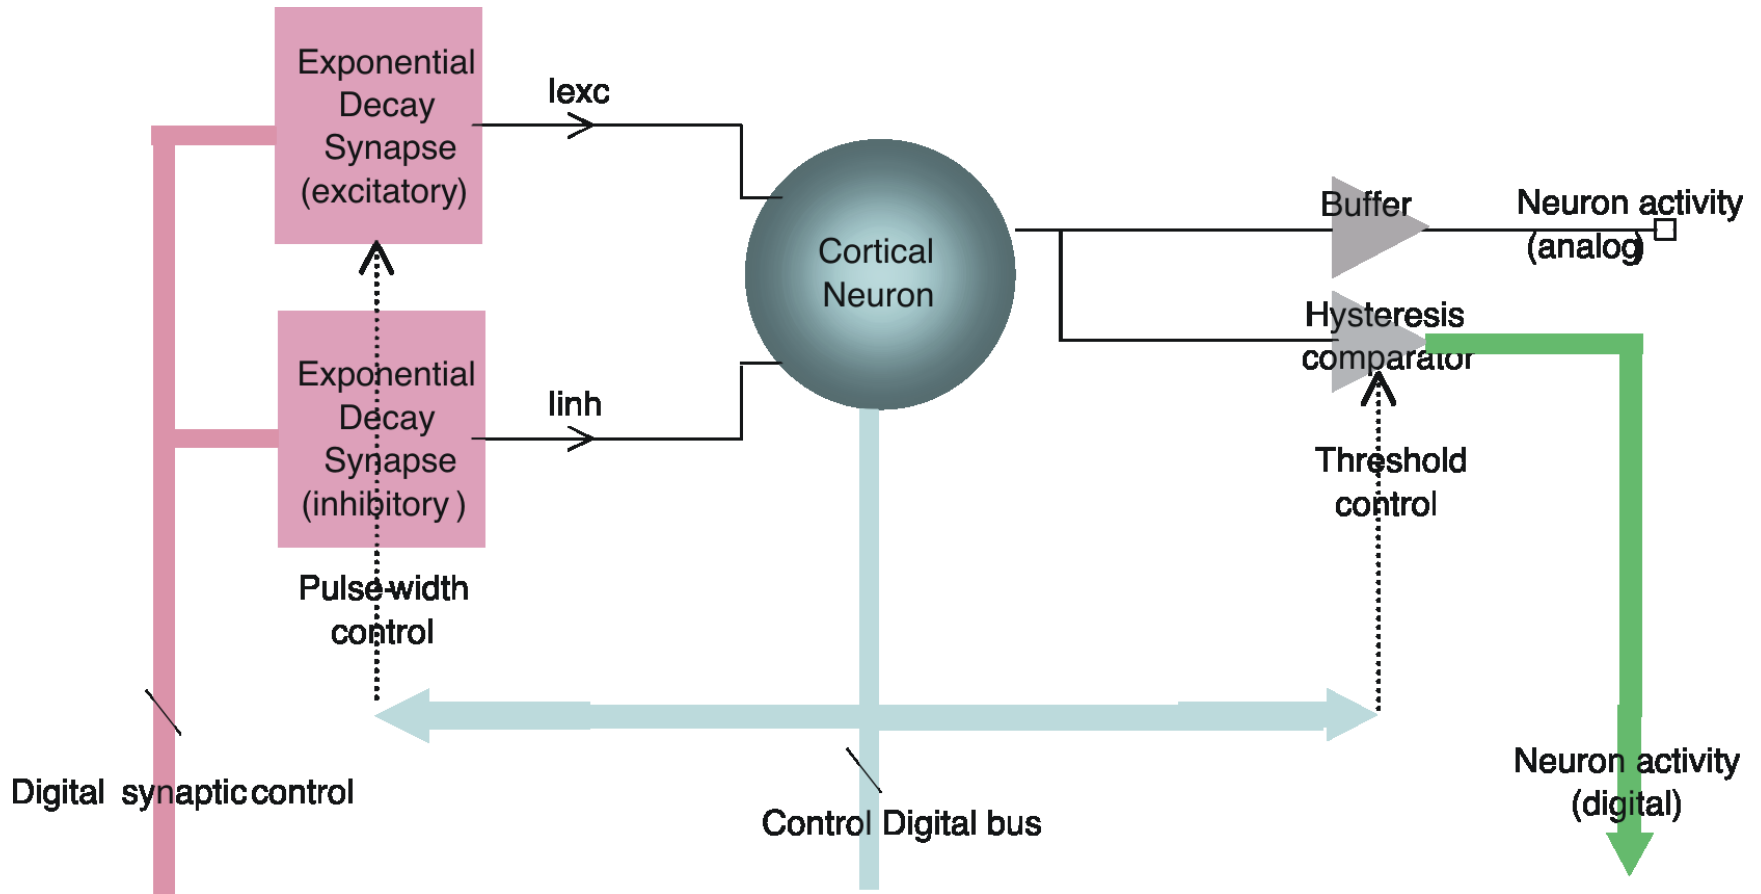 Exponential
Decay
Synapse
(excitatory)
Iexc
Exponential
Decay
Synapse
(inhibitory )
Iinh
Pulse-width
control
Digital synaptic control
Cortical
Neuron
Control Digital bus
Buffer
Neuron activity
(analog)
Hysteresis
comparator
Threshold
control
Neuron activity
(digital)